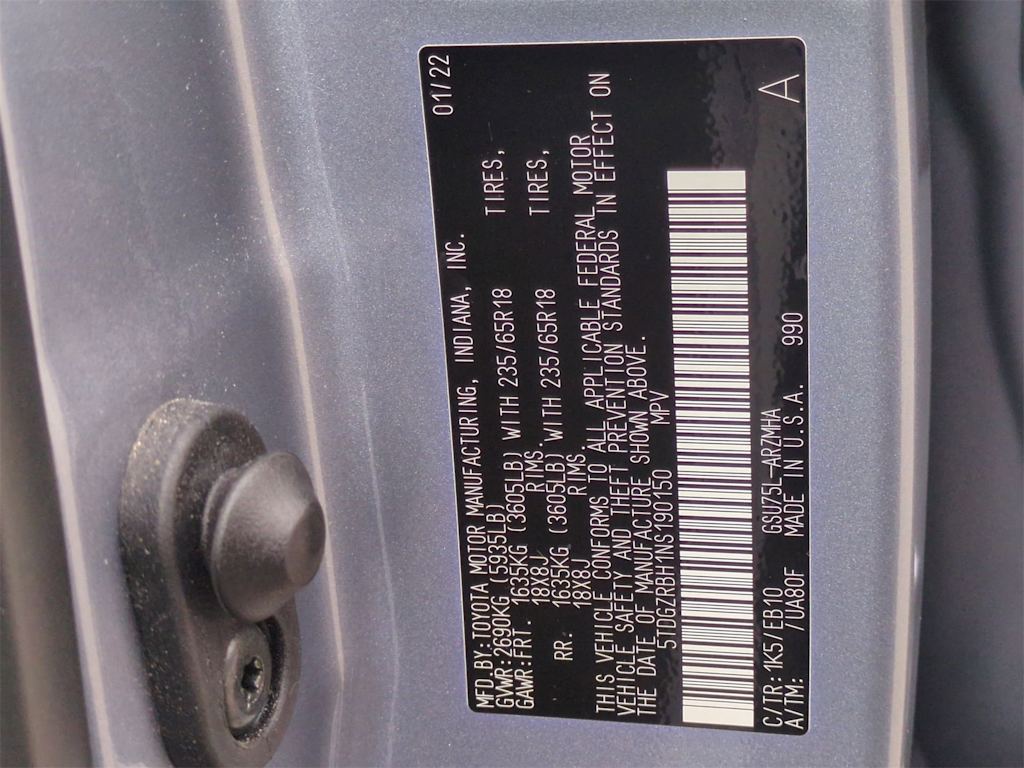 MFD.BY:TOYOTA MOTOR MANUFACTURING, INDIANA, INC. 01/22
GVWR:2690KG (5935LB)
GAWR:FRT. 1635KG (3605LB) WITH 235/65R18 TIRES,
18X8J RIMS.
RR. 1635KG (3605LB) WITH 235/65R18 TIRES,
18X8J RIMS.
THIS VEHICLE CONFORMS TO ALL APPLICABLE FEDERAL MOTOR
VEHICLE SAFETY AND THEFT PREVENTION STANDARDS IN EFFECT ON
THE DATE OF MANUFACTURE SHOWN ABOVE.
5TDGZRBH1NS190150 MPV
C/TR:1K5/EB10 GSU75L-ARZMHA
A/TM: /UA80F MADE IN U.S.A. 990 A